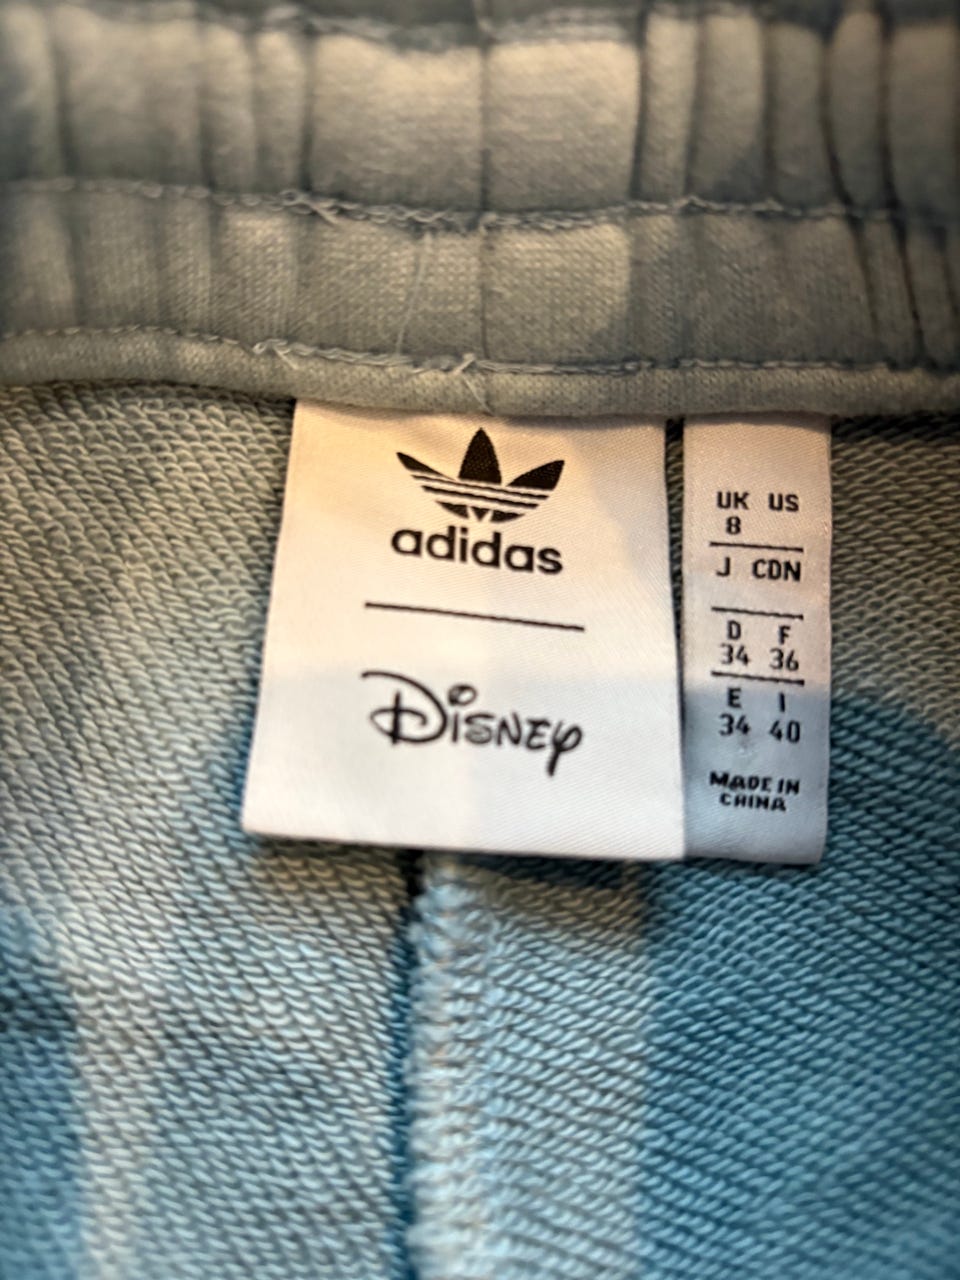 adidas
Disney
UK US
8
J CDN
D F
34 36
E I
34 40
MADE IN
CHINA